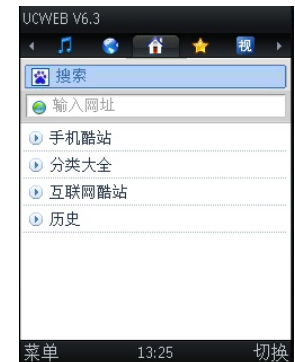 UCWEB V6.3
视
搜索
输入网址
手机酷站
分类大全
互联网酷站
历史
菜单 13:25 切换